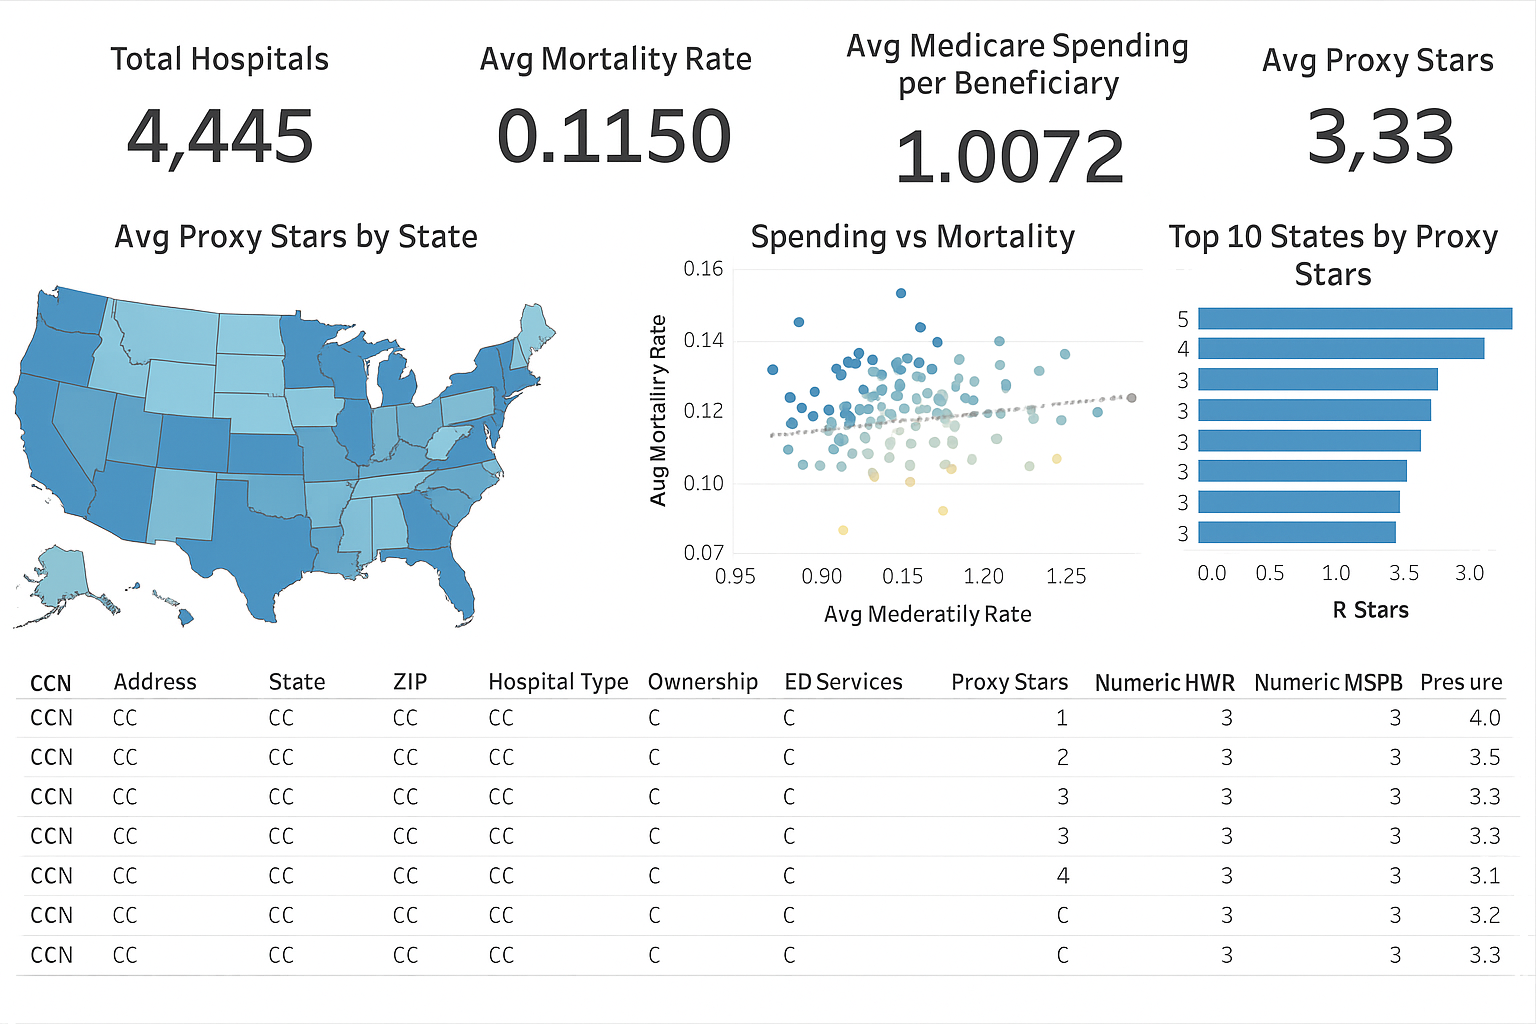 Total Hospitals
4,445
Avg Mortality Rate
0.1150
Avg Medicare Spending
per Beneficiary
1.0072
Avg Proxy Stars
3,33
Avg Proxy Stars by State
Spending vs Mortality
Aug Mortaliry Rate
0.16
0.14
0.12
0.10
0.07
0.95 0.90 0.15 1.20 1.25
Avg Mederatily Rate
Top 10 States by Proxy
Stars
5
4
3
3
3
3
3
3
0.0 0.5 1.0 3.5 3.0
R Stars
CCN Address State ZIP Hospital Type Ownership ED Services Proxy Stars Numeric HWR Numeric MSPB Pres ure
CCN CC CC CC CC C C 1 3 3 4.0
CCN CC CC CC CC C C 2 3 3 3.5
CCN CC CC CC CC C C 3 3 3 3.3
CCN CC CC CC CC C C 3 3 3 3.3
CCN CC CC CC CC C C 4 3 3 3.1
CCN CC CC CC CC C C C 3 3 3.2
CCN CC CC CC CC C C C 3 3 3.3